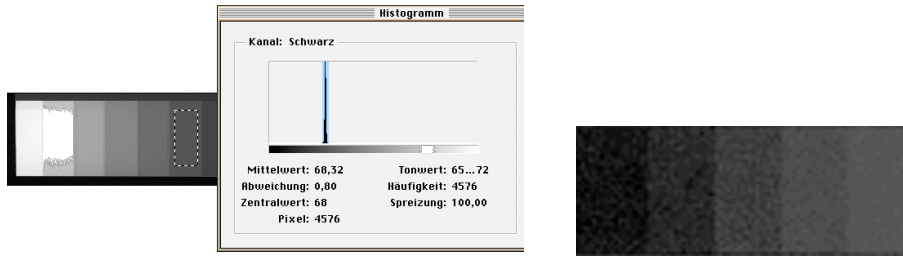 Histogramm
Kanal: Schwarz
Mittelwert: 68,32 Tonwert: 65...72
Abweichung: 0,80 Häufigkeit: 4576
Zentralwert: 68 Spreizung: 100,00
Pixel: 4576